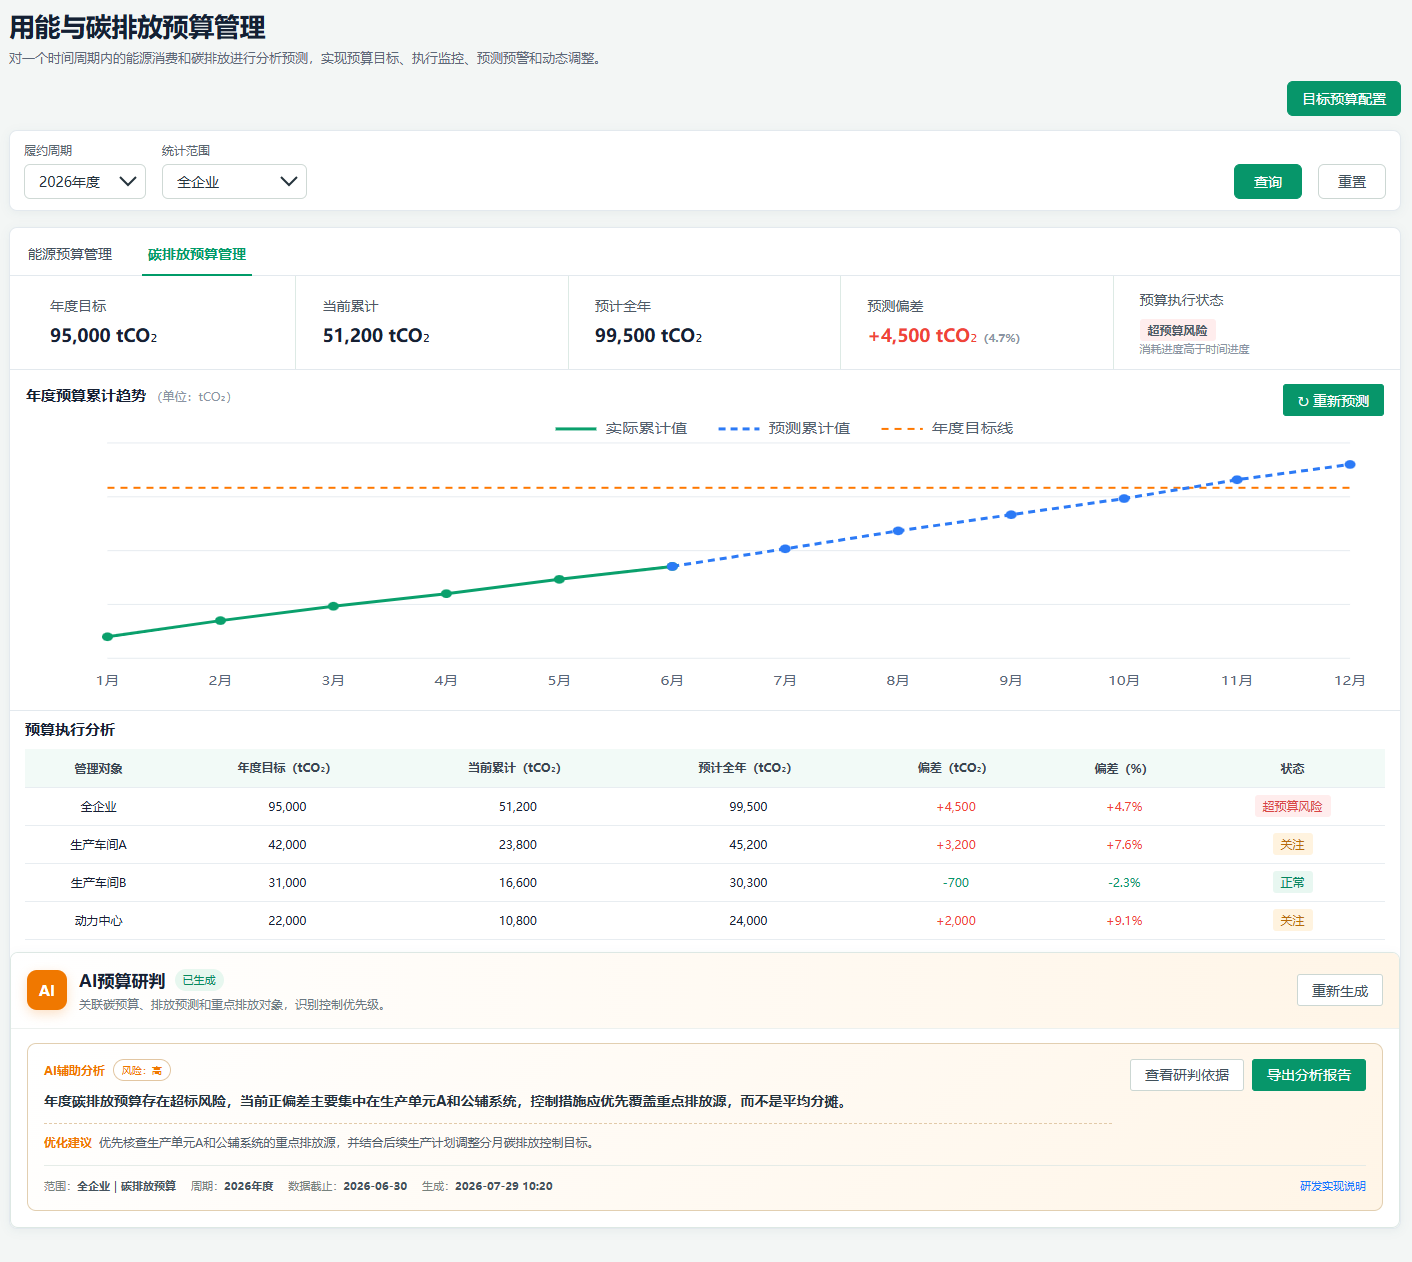 用能与碳排放预算管理
对一个时间周期内的能源消费和碳排放进行分析预测，实现预算目标、执行监控、预测预警和动态调整。
目标预算配置
履约周期 统计范围
2026年度 全企业 查询 重置
能源预算管理 碳排放预算管理
年度目标 当前累计 预计全年 预测偏差 预算执行状态
95,000 tCO₂ 51,200 tCO₂ 99,500 tCO₂ +4,500 tCO₂ (4.7%) 超预算风险
消耗进度高于时间进度
年度预算累计趋势 （单位：tCO₂） ↻ 重新预测
实际累计值 预测累计值 年度目标线
1月 2月 3月 4月 5月 6月 7月 8月 9月 10月 11月 12月
预算执行分析
管理对象 年度目标（tCO₂） 当前累计（tCO₂） 预计全年（tCO₂） 偏差（tCO₂） 偏差（%） 状态
全企业 95,000 51,200 99,500 +4,500 +4.7% 超预算风险
生产车间A 42,000 23,800 45,200 +3,200 +7.6% 关注
生产车间B 31,000 16,600 30,300 -700 -2.3% 正常
动力中心 22,000 10,800 24,000 +2,000 +9.1% 关注
AI AI预算研判 已生成
关联碳预算、排放预测和重点排放对象，识别控制优先级。
重新生成
AI辅助分析 风险：高 查看研判依据 导出分析报告
年度碳排放预算存在超标风险，当前正偏差主要集中在生产单元A和公辅系统，控制措施应优先覆盖重点排放源，而不是平均分摊。
优化建议 优先核查生产单元A和公辅系统的重点排放源，并结合后续生产计划调整分月碳排放控制目标。
范围：全企业 | 碳排放预算 周期：2026年度 数据截止：2026-06-30 生成：2026-07-29 10:20 研发实现说明